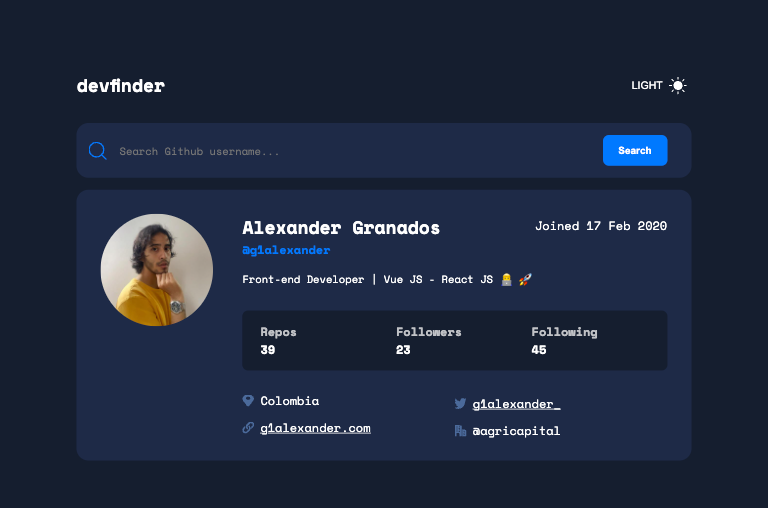 devfinder
LIGHT
Search Github username...
Search
Alexander Granados
Joined 17 Feb 2020
@g1alexander
Front-end Developer | Vue JS - React JS 👨‍💻 🚀
Repos Followers Following
39 23 45
Colombia
g1alexander_
g1alexander.com
@agricapital